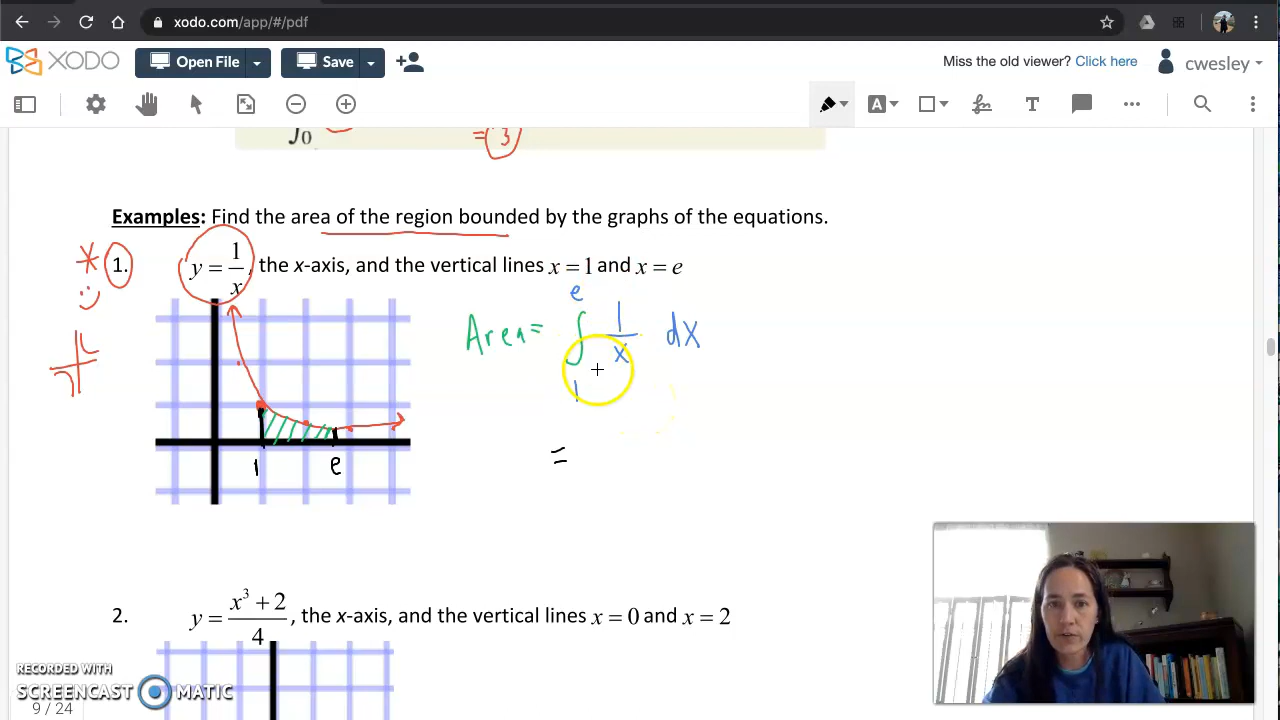 xodo.com/app/#/pdf
XODO
Open File
Save
Miss the old viewer? Click here
cwesley
A
T
∫0
= 3
Examples: Find the area of the region bounded by the graphs of the equations.
* 1. y = 1/x, the x-axis, and the vertical lines x = 1 and x = e
Area = ∫ 1 e 1/x dx
=
1 e
2. y = (x³ + 2)/4, the x-axis, and the vertical lines x = 0 and x = 2
RECORDED WITH
SCREENCAST MATIC
9 / 24